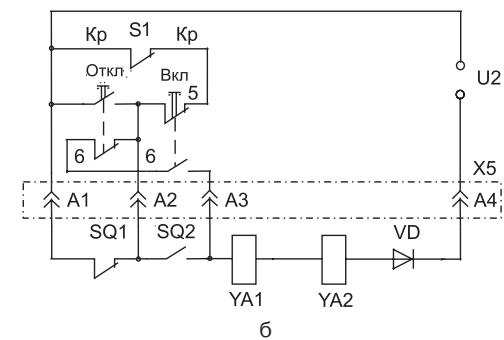 Кр S1 Кр
U2
Откл. Вкл
5
6 6
X5
A1 A2 A3 A4
SQ1 SQ2 VD
YA1 YA2
б